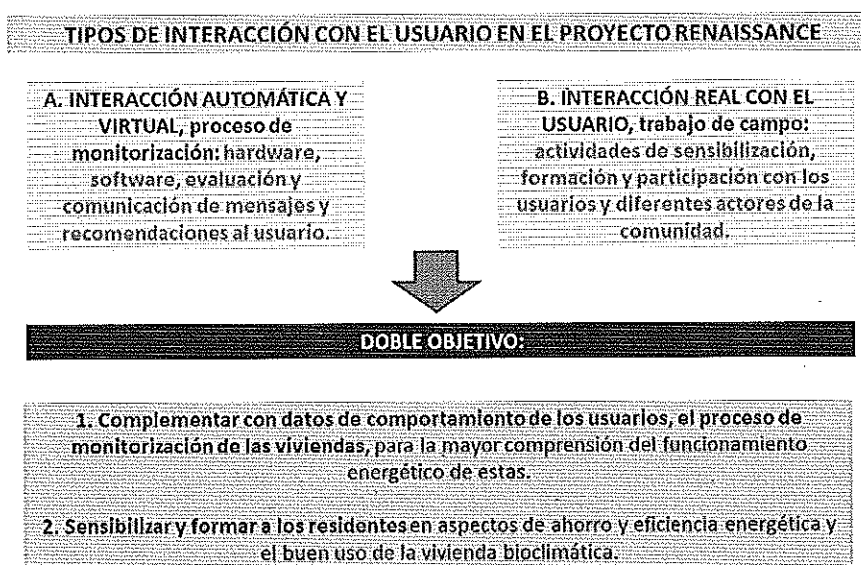 TIPOS DE INTERACCIÓN CON EL USUARIO EN EL PROYECTO RENAISSANCE
A. INTERACCIÓN AUTOMÁTICA Y
VIRTUAL, proceso de
monitorización: hardware,
software, evaluación y
comunicación de mensajes y
recomendaciones al usuario.
B. INTERACCIÓN REAL CON EL
USUARIO, trabajo de campo:
actividades de sensibilización,
formación y participación con los
usuarios y diferentes actores de la
comunidad.
DOBLE OBJETIVO:
1. Complementar con datos de comportamiento de los usuarios, el proceso de
monitorización de las viviendas, para la mayor comprensión del funcionamiento
energético de estas.
2. Sensibilizar y formar a los residentes en aspectos de ahorro y eficiencia energética y
el buen uso de la vivienda bioclimática.